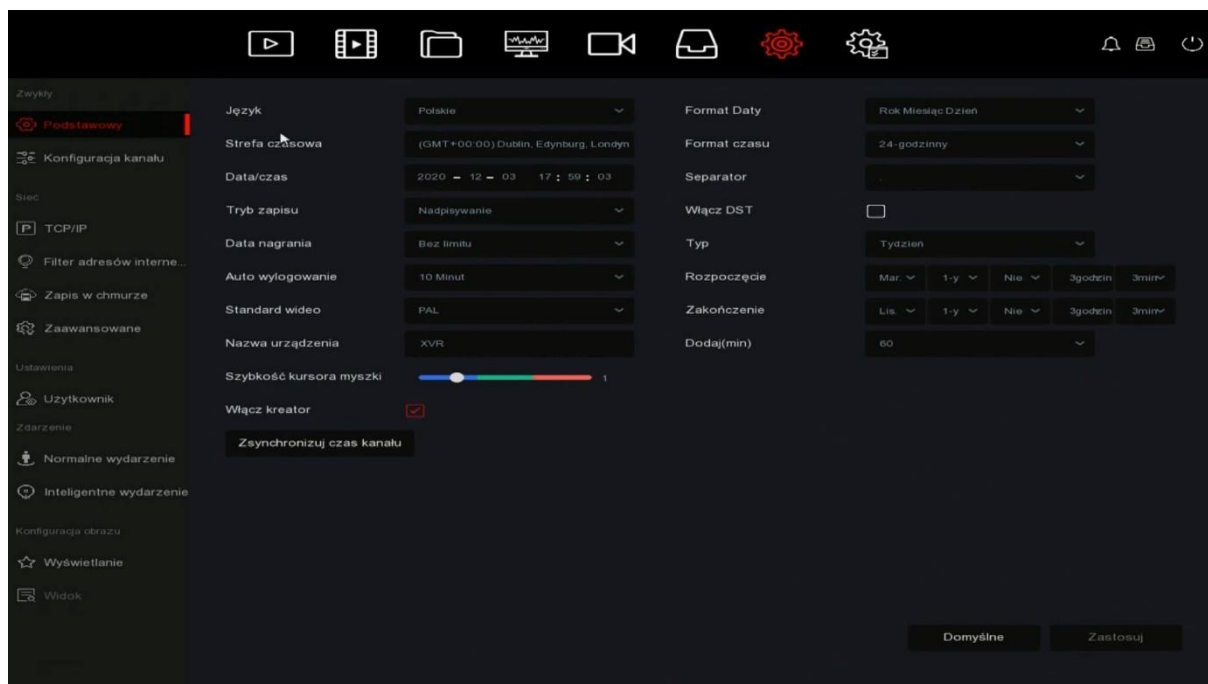 Zwykły
Podstawowy
Konfiguracja kanału
Sieć
TCP/IP
Filter adresów interne...
Zapis w chmurze
Zaawansowane
Ustawienia
Użytkownik
Zdarzenie
Normalne wydarzenie
Inteligentne wydarzenie
Konfiguracja obrazu
Wyświetlanie
Widok
Język Polskie
Strefa czasowa (GMT+00:00) Dublin, Edynburg, Londyn
Data/czas 2020 – 12 – 03 17 : 59 : 03
Tryb zapisu Nadpisywanie
Data nagrania Bez limitu
Auto wylogowanie 10 Minut
Standard wideo PAL
Nazwa urządzenia XVR
Szybkość kursora myszki 1
Włącz kreator
Zsynchronizuj czas kanału
Format Daty Rok Miesiąc Dzień
Format czasu 24-godzinny
Separator .
Włącz DST
Typ Tydzień
Rozpoczęcie Mar. 1-y Nie 3godzin 3min
Zakończenie Lis. 1-y Nie 3godzin 3min
Dodaj(min) 60
Domyślne
Zastosuj